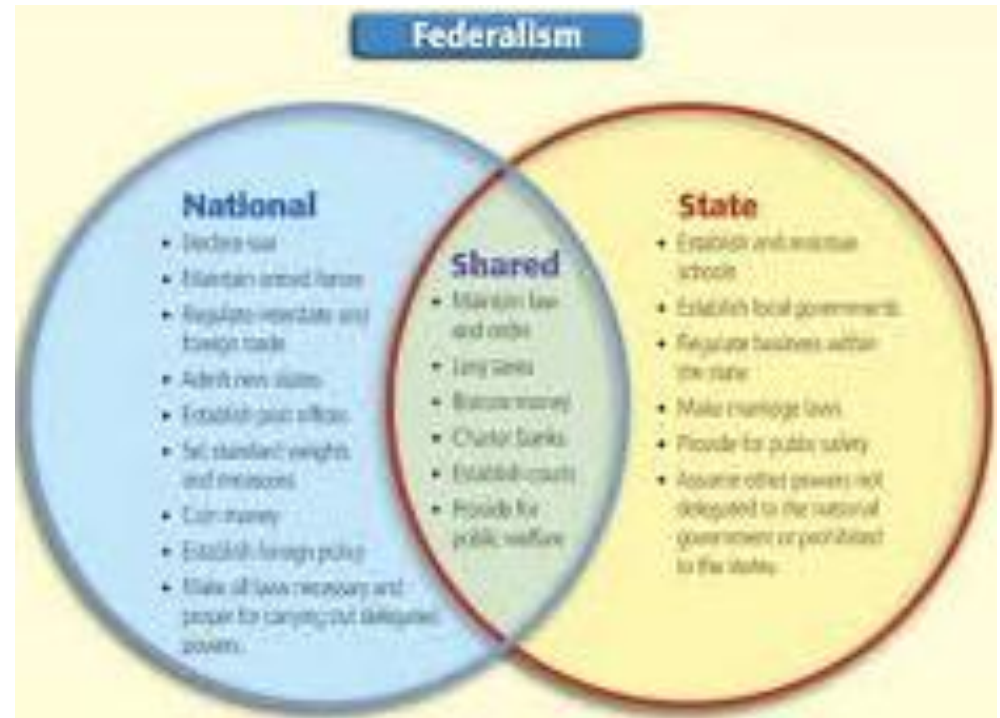 Federalism
National
• Declare war
• Maintain armed forces
• Regulate interstate and
foreign trade
• Admit new states
• Establish post offices
• Set standard weights
and measures
• Coin money
• Establish foreign policy
• Make all laws necessary and
proper for carrying out delegated
powers.
Shared
• Maintain law
and order
• Levy taxes
• Borrow money
• Charter banks
• Establish courts
• Provide for
public welfare
State
• Establish and maintain
schools
• Establish local governments
• Regulate business within
the state
• Make marriage laws
• Provide for public safety
• Assume other powers not
delegated to the national
government or prohibited
to the states